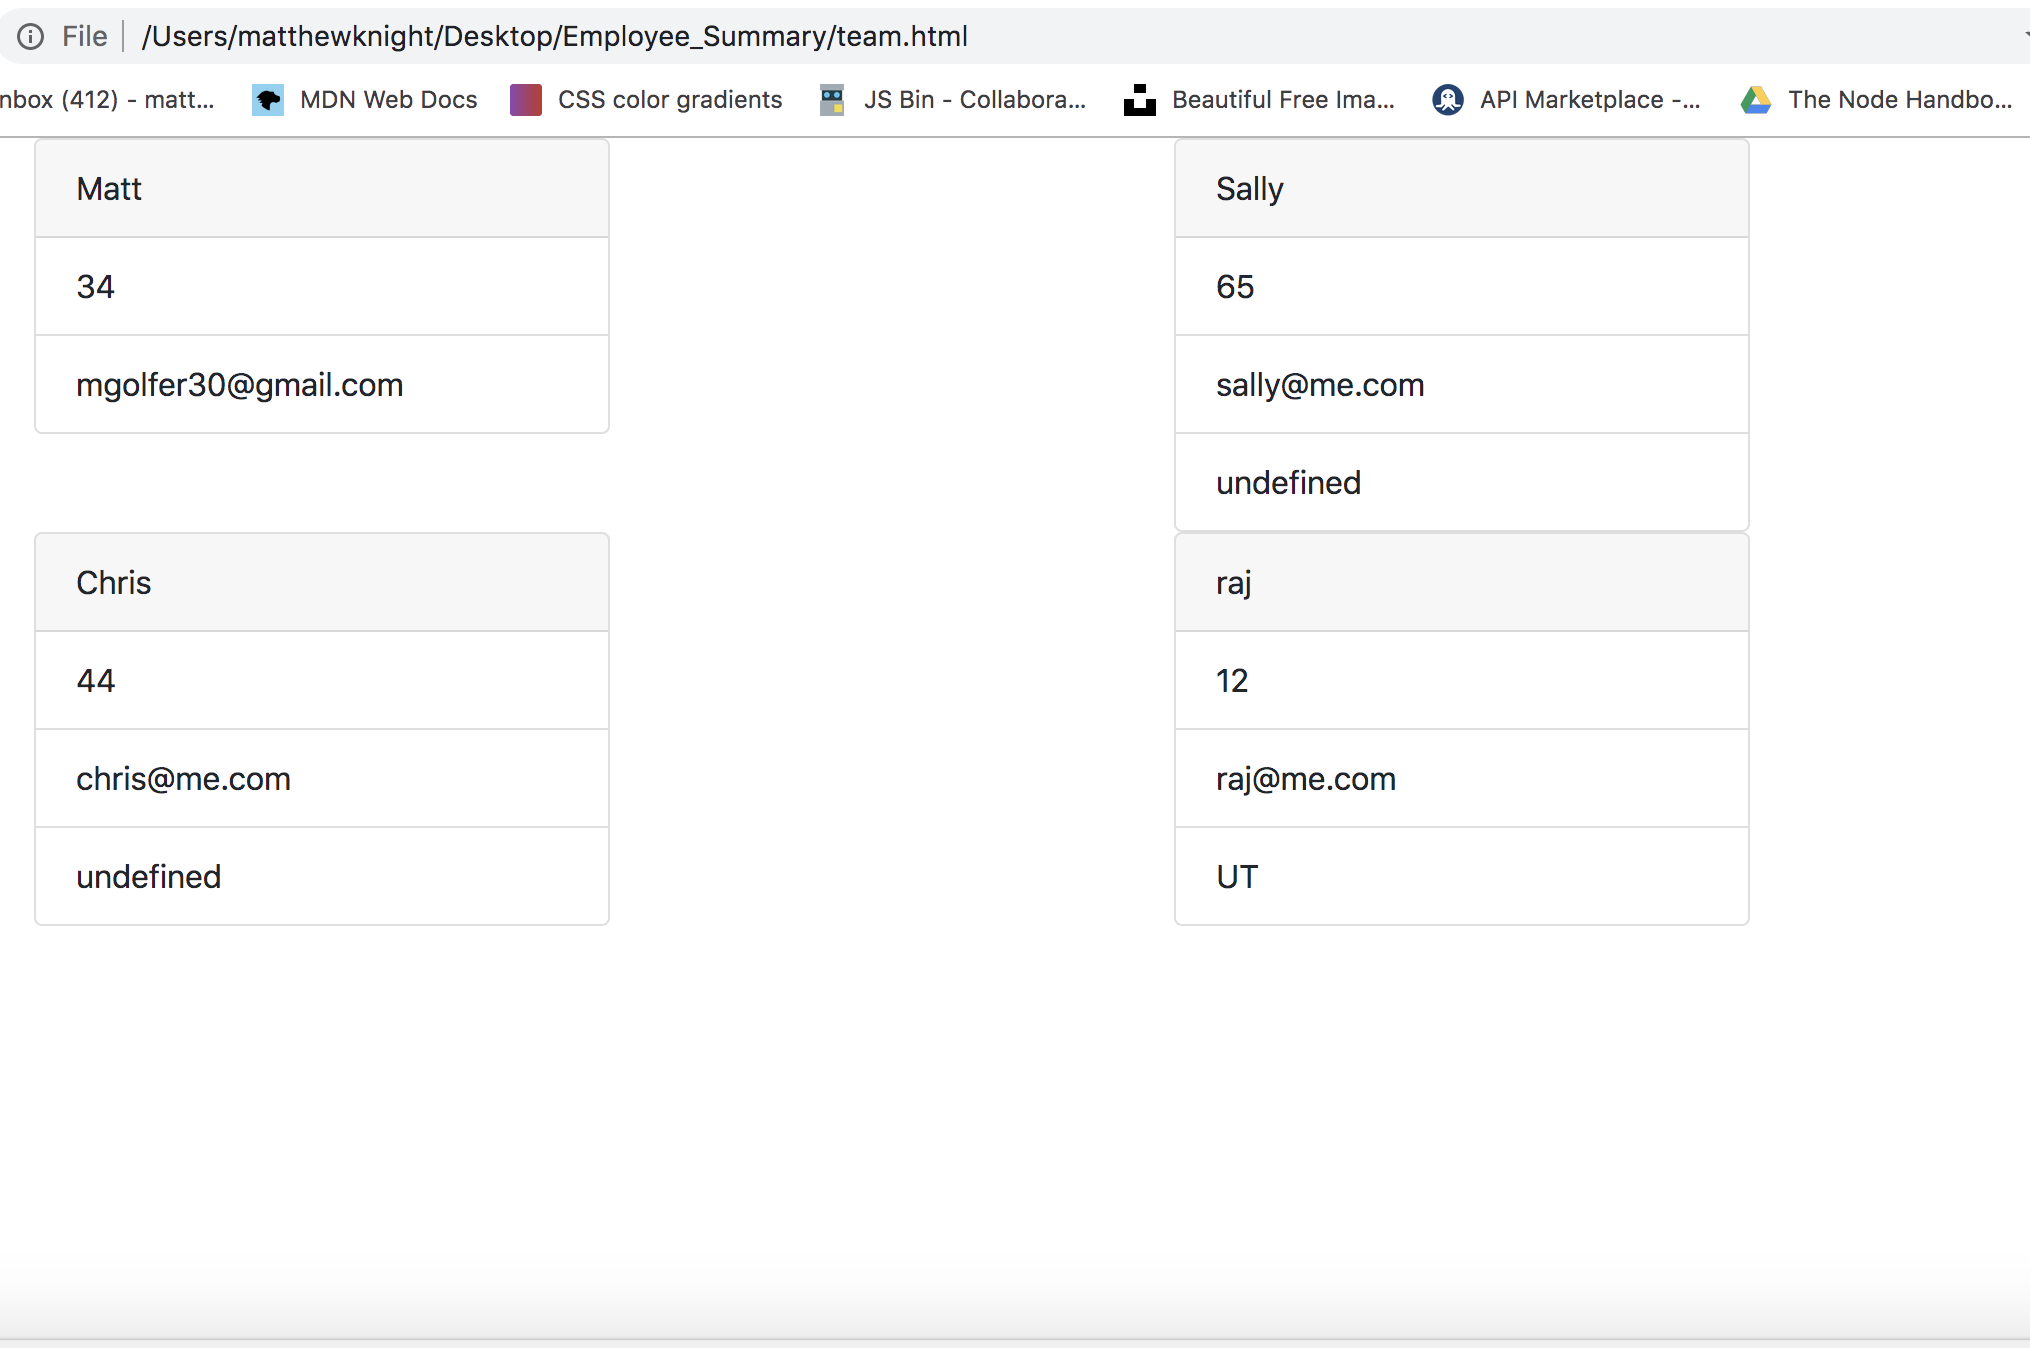 File /Users/matthewknight/Desktop/Employee_Summary/team.html
nbox (412) - matt... MDN Web Docs CSS color gradients JS Bin - Collabora... Beautiful Free Ima... API Marketplace -... The Node Handbo...
Matt
34
mgolfer30@gmail.com
Sally
65
sally@me.com
undefined
Chris
44
chris@me.com
undefined
raj
12
raj@me.com
UT